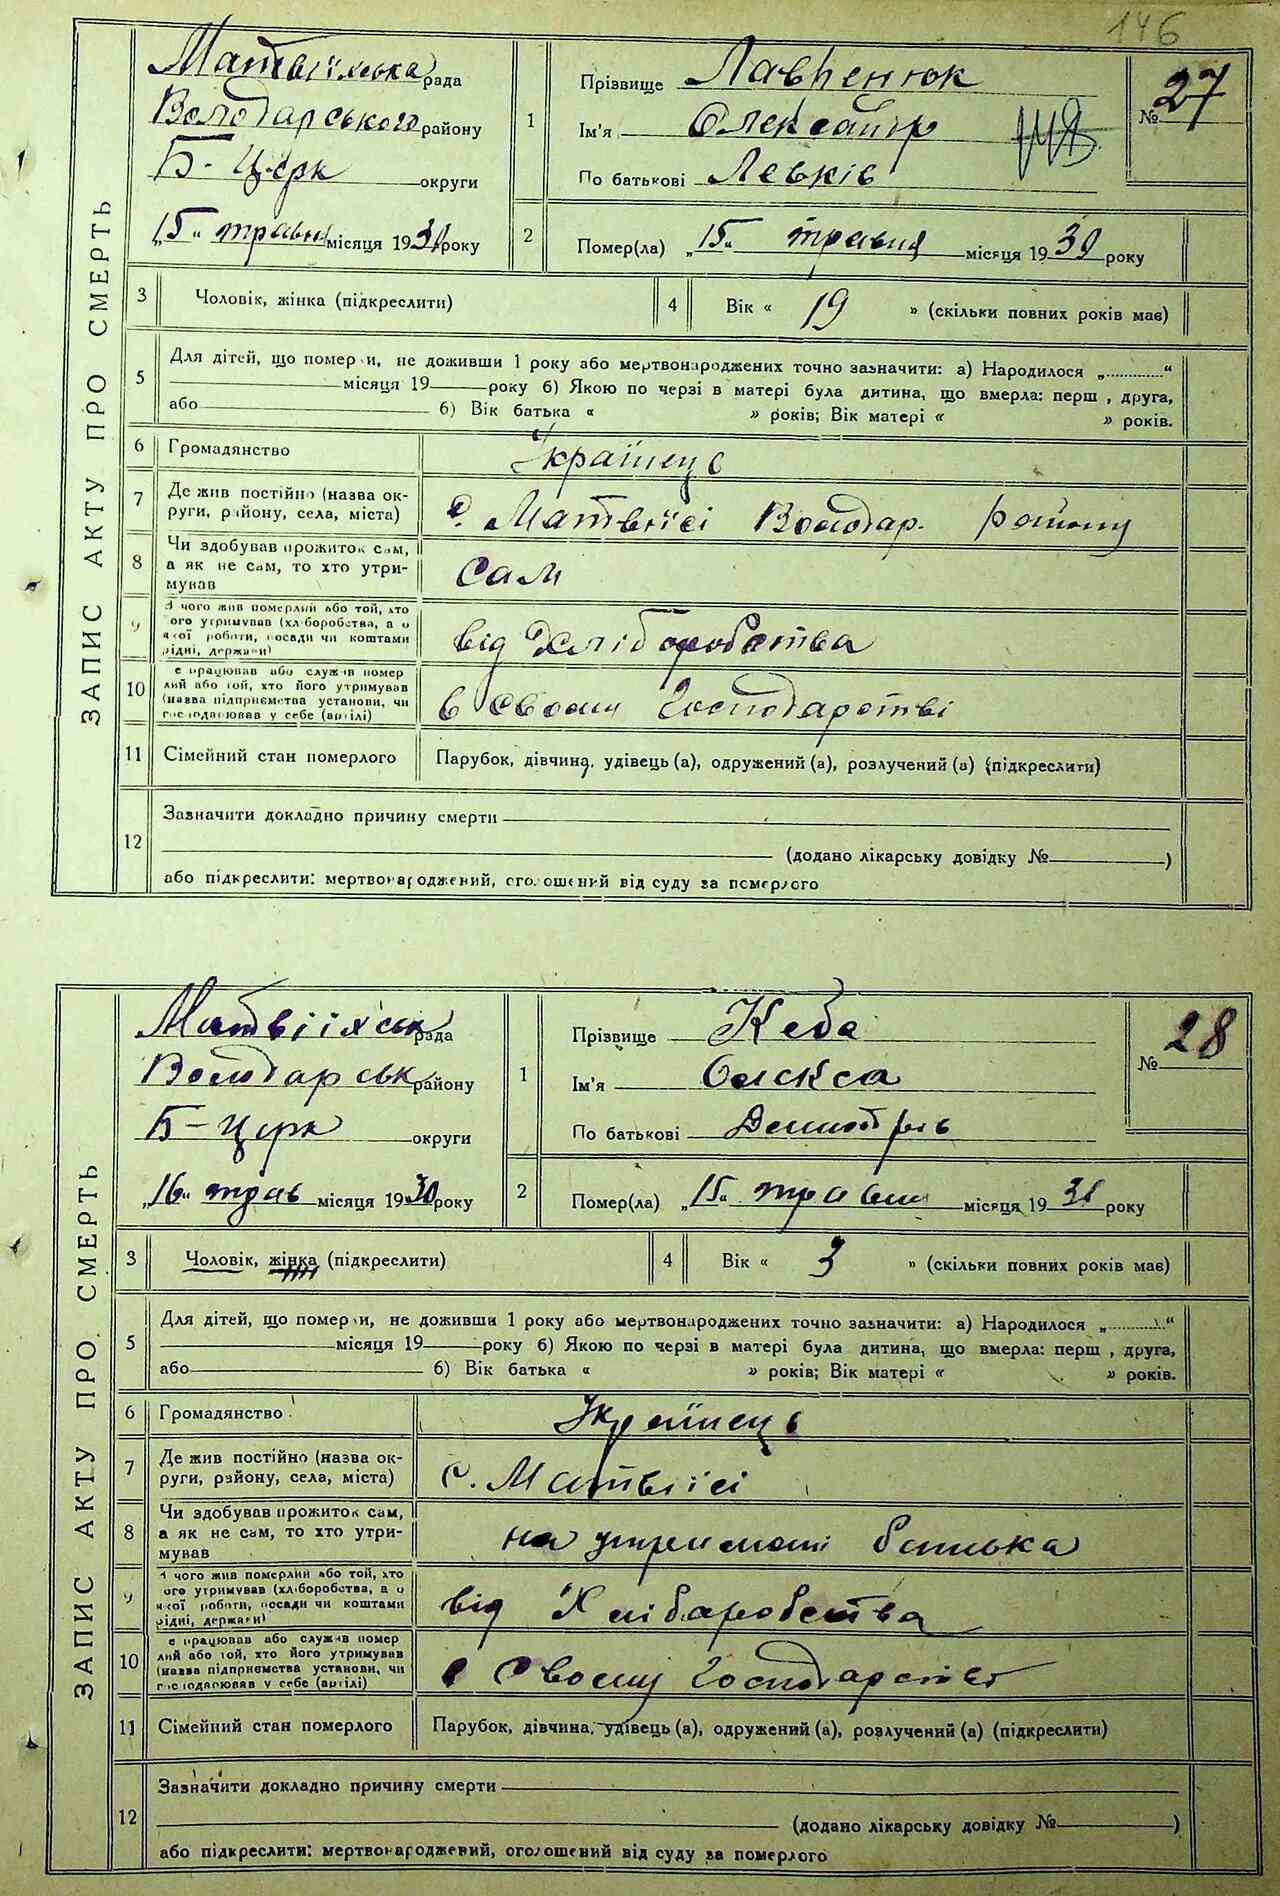 146
ЗАПИС АКТУ ПРО СМЕРТЬ
Матвіїхська рада
Володарського району
Б-Церк округи
„15“ травня місяця 1930 року
1
Прізвище Лавренюк
Ім'я Олександр
По батькові Левків
№ 27
2
Помер(ла) „15“ травня місяця 1930 року
3 Чоловік, жінка (підкреслити)
4 Вік « 19 » (скільки повних років має)
5 Для дітей, що померли, не доживши 1 року або мертвонароджених точно зазначити: а) Народилося „............“
місяця 19 року б) Якою по черзі в матері була дитина, що вмерла: перш , друга,
або б) Вік батька « » років; Вік матері « » років.
6 Громадянство Українець
7 Де жив постійно (назва округи, району, села, міста) с. Матвіїсі Володар. району
8 Чи здобував прожиток сам, а як не сам, то хто утримував сам
9 З чого жив померлий або той, хто ого утримував (хліборобства, а о якої роботи, посади чи коштами рідні, держави) від Хліборобства
10 е працював або служив помер лий або той, хто його утримував (назва підприємства установи, чи господарював у себе (артілі) в своєму господарстві
11 Сімейний стан померлого Парубок, дівчина, удівець (а), одружений (а), розлучений (а) (підкреслити)
12 Зазначити докладно причину смерти
(додано лікарську довідку № )
або підкреслити: мертвонароджений, оголошений від суду за померлого
ЗАПИС АКТУ ПРО СМЕРТЬ
Матвіїхськ рада
Володарськ району
Б-Церк округи
„16“ трав місяця 1930 року
1
Прізвище Кеба
Ім'я Олекса
По батькові Демитрів
№ 28
2
Помер(ла) „15“ травня місяця 1930 року
3 Чоловік, жінка (підкреслити)
4 Вік « 3 » (скільки повних років має)
5 Для дітей, що померли, не доживши 1 року або мертвонароджених точно зазначити: а) Народилося „............“
місяця 19 року б) Якою по черзі в матері була дитина, що вмерла: перш , друга,
або б) Вік батька « » років; Вік матері « » років.
6 Громадянство Українець
7 Де жив постійно (назва округи, району, села, міста) с. Матвіїсі
8 Чи здобував прожиток сам, а як не сам, то хто утримував на утримані батька
9 З чого жив померлий або той, хто ого утримував (хліборобства, а о якої роботи, посади чи коштами рідні, держави) від Хліборобства
10 е працював або служив помер лий або той, хто його утримував (назва підприємства установи, чи господарював у себе (артілі) в своєму господарстві
11 Сімейний стан померлого Парубок, дівчина, удівець (а), одружений (а), розлучений (а) (підкреслити)
12 Зазначити докладно причину смерти
(додано лікарську довідку № )
або підкреслити: мертвонароджений, оголошений від суду за померлого